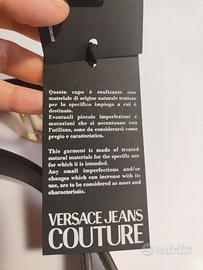 Questo capo è realizzato con
materiale di origine naturale trattato
per lo specifico impiego a cui è
destinato.
Eventuali piccole imperfezioni e
mutazioni che si accentuano con
l'utilizzo, sono da considerarsi come
pregio e caratteristica.
This garment is made of treated
natural materials for the specific use
for which it is intended.
Any small imperfections and/or
changes which can increase with its
use, are to be considered as asset and
characteristic.
VERSACE JEANS
COUTURE
subito